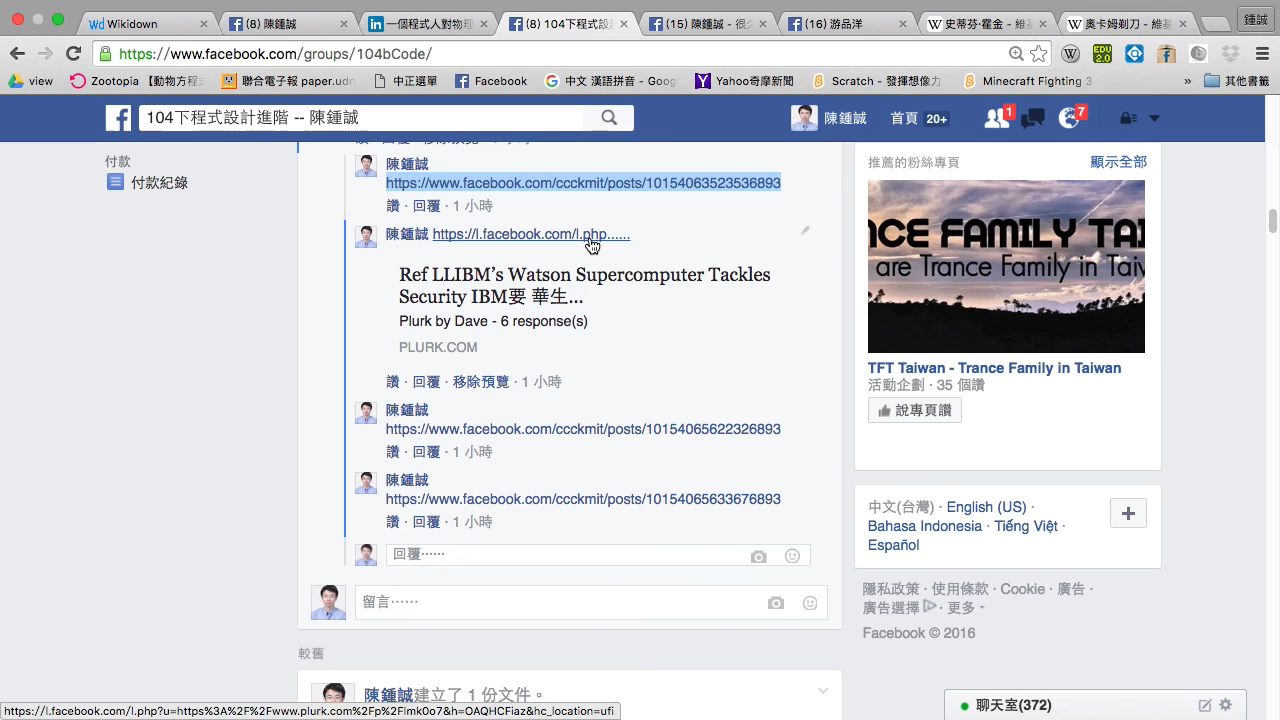 Wikidown
(8) 陳鍾誠
一個程式人對物理
(8) 104下程式設
(15) 陳鍾誠 - 很
(16) 游品洋
史蒂芬·霍金 – 維基
奧卡姆剃刀 – 維基
鍾誠
https://www.facebook.com/groups/104bCode/
EDU 2.0
view
Zootopia 【動物方程
聯合電子報 paper.udn
中正選單
Facebook
中文 漢語拼音 - Goog
Yahoo奇摩新聞
Scratch - 發揮想像力
Minecraft Fighting 3
»
其他書籤
104下程式設計進階 -- 陳鍾誠
陳鍾誠
首頁 20+
1
7
付款
付款紀錄
陳鍾誠
https://www.facebook.com/ccckmit/posts/10154063523536893
讚 · 回覆 · 1 小時
陳鍾誠 https://l.facebook.com/l.php......
Ref LLIBM’s Watson Supercomputer Tackles
Security IBM要 華生...
Plurk by Dave - 6 response(s)
PLURK.COM
讚 · 回覆 · 移除預覽 · 1 小時
陳鍾誠
https://www.facebook.com/ccckmit/posts/10154065622326893
讚 · 回覆 · 1 小時
陳鍾誠
https://www.facebook.com/ccckmit/posts/10154065633676893
讚 · 回覆 · 1 小時
回覆……
留言……
較舊
陳鍾誠建立了 1 份文件。
推薦的粉絲專頁
顯示全部
CE FAMILY TA
are Trance Family in Taiw
TFT Taiwan - Trance Family in Taiwan
活動企劃 · 35 個讚
說專頁讚
中文(台灣) · English (US) ·
Bahasa Indonesia · Tiếng Việt ·
Español
隱私政策 · 使用條款 · Cookie · 廣告 ·
廣告選擇 · 更多
Facebook © 2016
聊天室(372)
https://l.facebook.com/l.php?u=https%3A%2F%2Fwww.plurk.com%2Fp%2Flmk0o7&h=OAQHCFiaz&hc_location=ufi